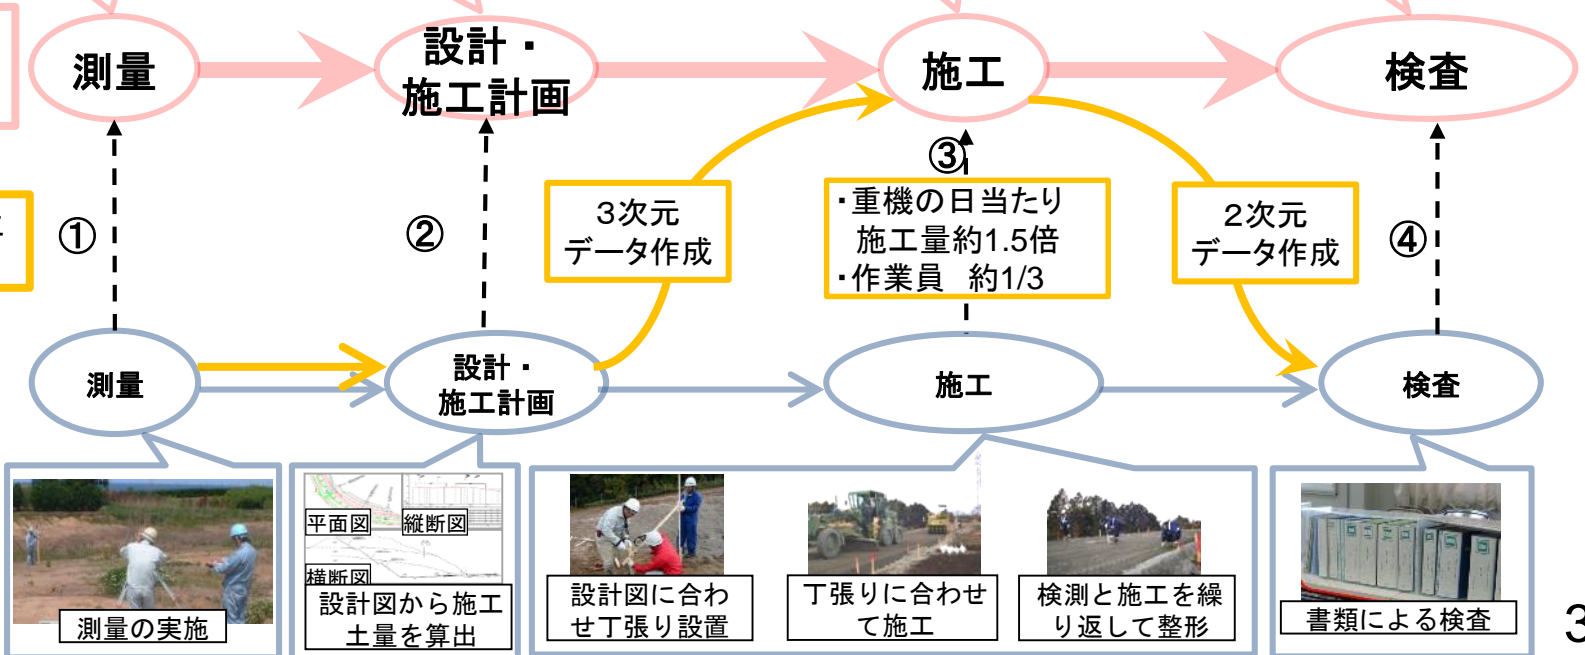 測量
設計・
施工計画
施工
検査
①
②
3次元
データ作成
③
・重機の日当たり
施工量約1.5倍
・作業員 約1/3
2次元
データ作成
④
測量
設計・
施工計画
施工
検査
測量の実施
平面図
縦断図
横断図
設計図から施工
土量を算出
設計図に合わ
せ丁張り設置
丁張りに合わせ
て施工
検測と施工を繰
り返して整形
書類による検査
3